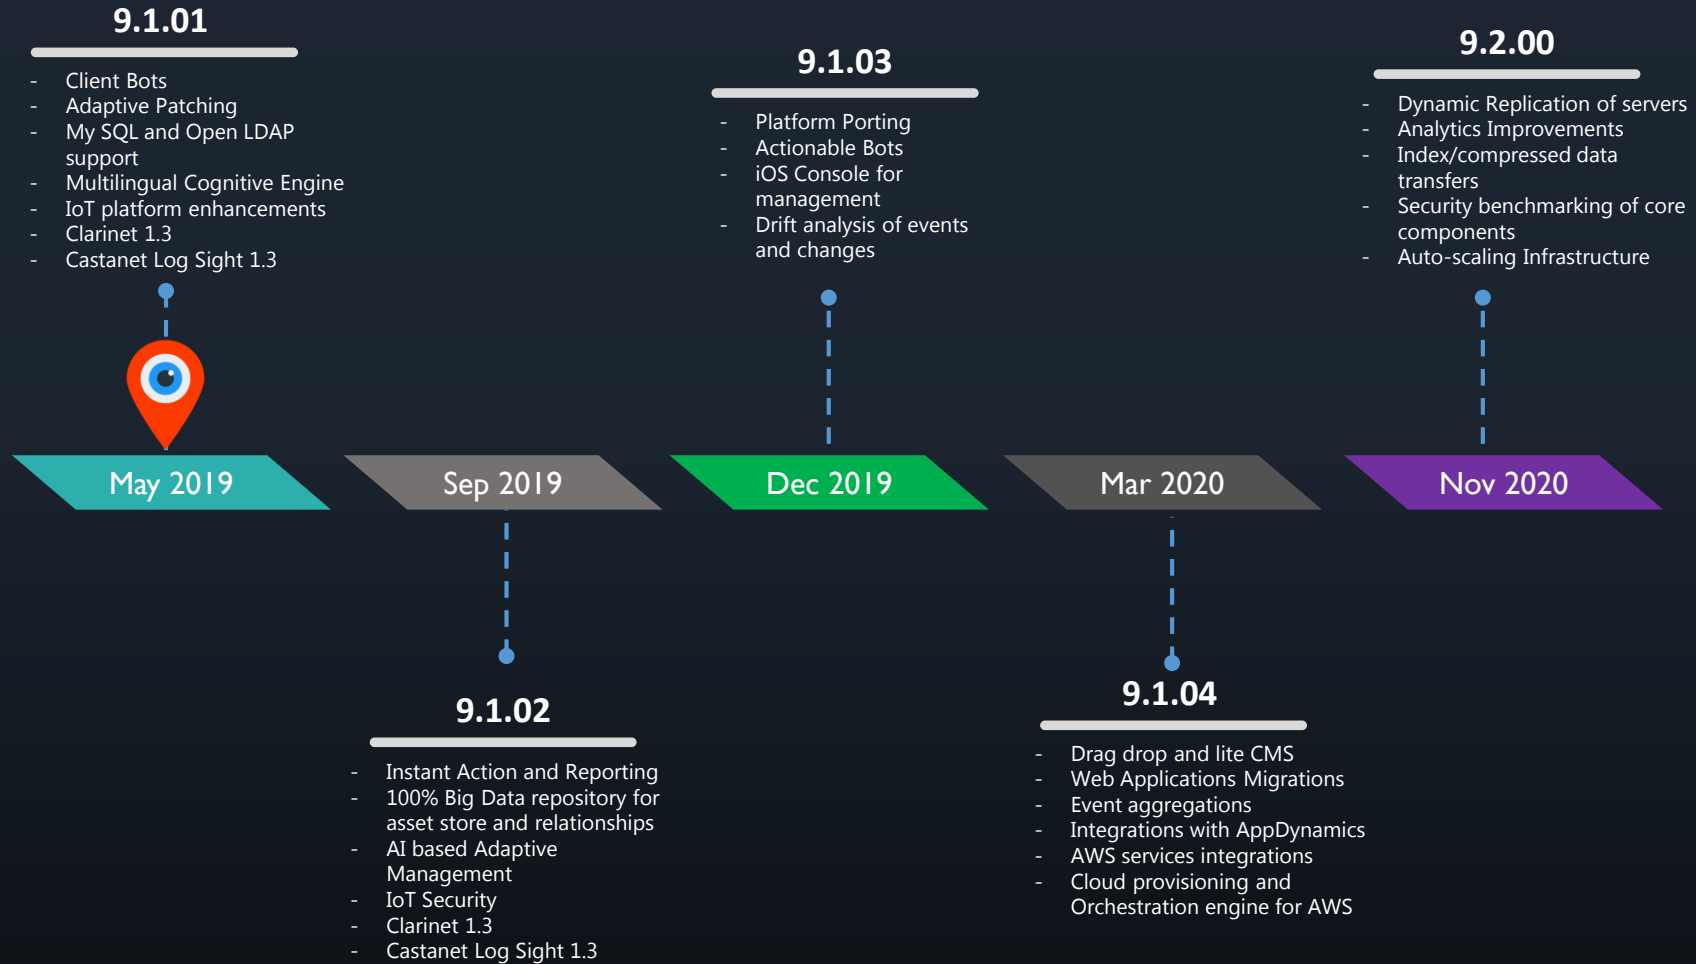 9.1.01
- Client Bots
- Adaptive Patching
- My SQL and Open LDAP
support
- Multilingual Cognitive Engine
- IoT platform enhancements
- Clarinet 1.3
- Castanet Log Sight 1.3
9.1.03
- Platform Porting
- Actionable Bots
- iOS Console for
management
- Drift analysis of events
and changes
9.2.00
- Dynamic Replication of servers
- Analytics Improvements
- Index/compressed data
transfers
- Security benchmarking of core
components
- Auto-scaling Infrastructure
May 2019
Sep 2019
Dec 2019
Mar 2020
Nov 2020
9.1.02
- Instant Action and Reporting
- 100% Big Data repository for
asset store and relationships
- AI based Adaptive
Management
- IoT Security
- Clarinet 1.3
- Castanet Log Sight 1.3
9.1.04
- Drag drop and lite CMS
- Web Applications Migrations
- Event aggregations
- Integrations with AppDynamics
- AWS services integrations
- Cloud provisioning and
Orchestration engine for AWS